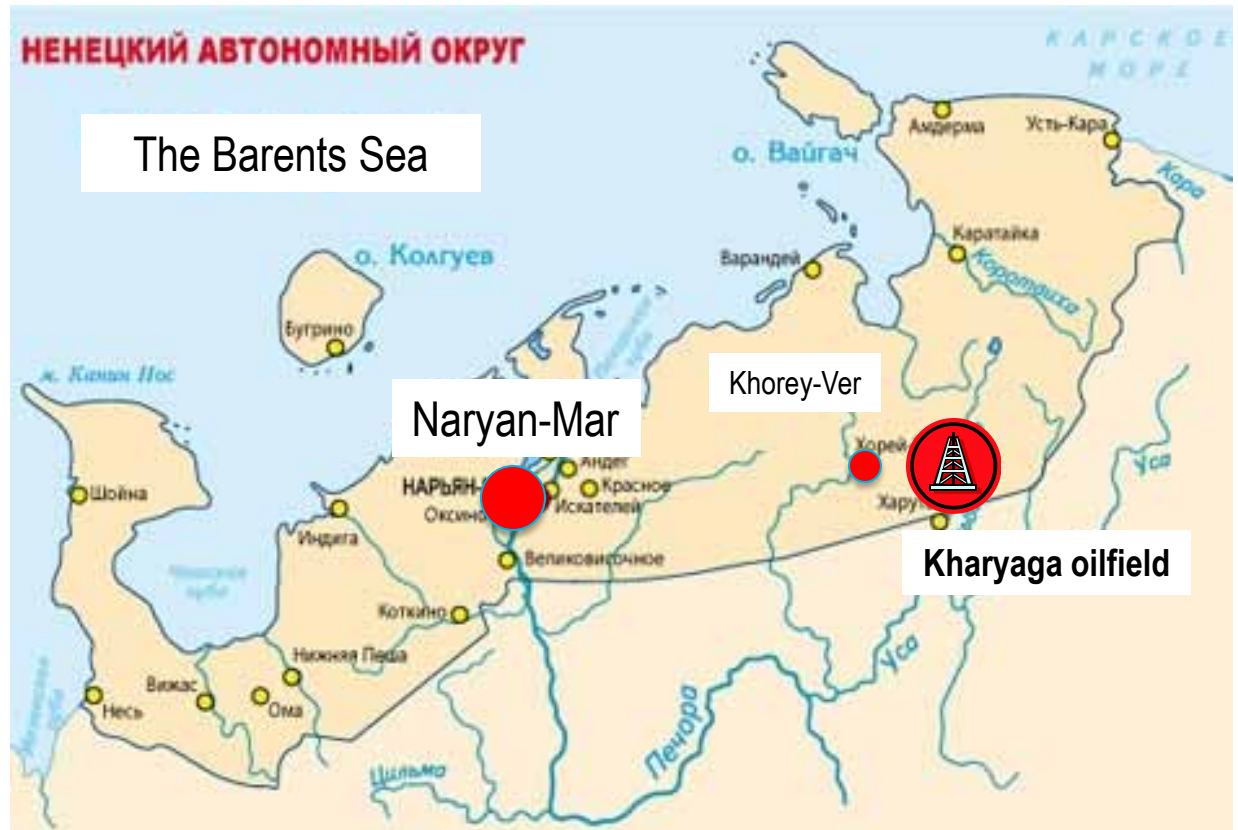 НЕНЕЦКИЙ АВТОНОМНЫЙ ОКРУГ
КАРСКОЕ
МОРЕ
The Barents Sea
Амдерма
Усть-Кара
о. Вайгач
Кара
о. Колгуев
Каратайка
Варандей
Коротаиха
Бугрино
м. Канин Нос
Khorey-Ver
Naryan-Mar
Хорей
Андег
Шойна
НАРЬЯН-
Красное
Уса
Оксино
Искателей
Индига
Kharyaga oilfield
Великовисочное
Коткино
Нижняя Пеша
Уса
Вижас
Несь
Ома
Печора
Цильма